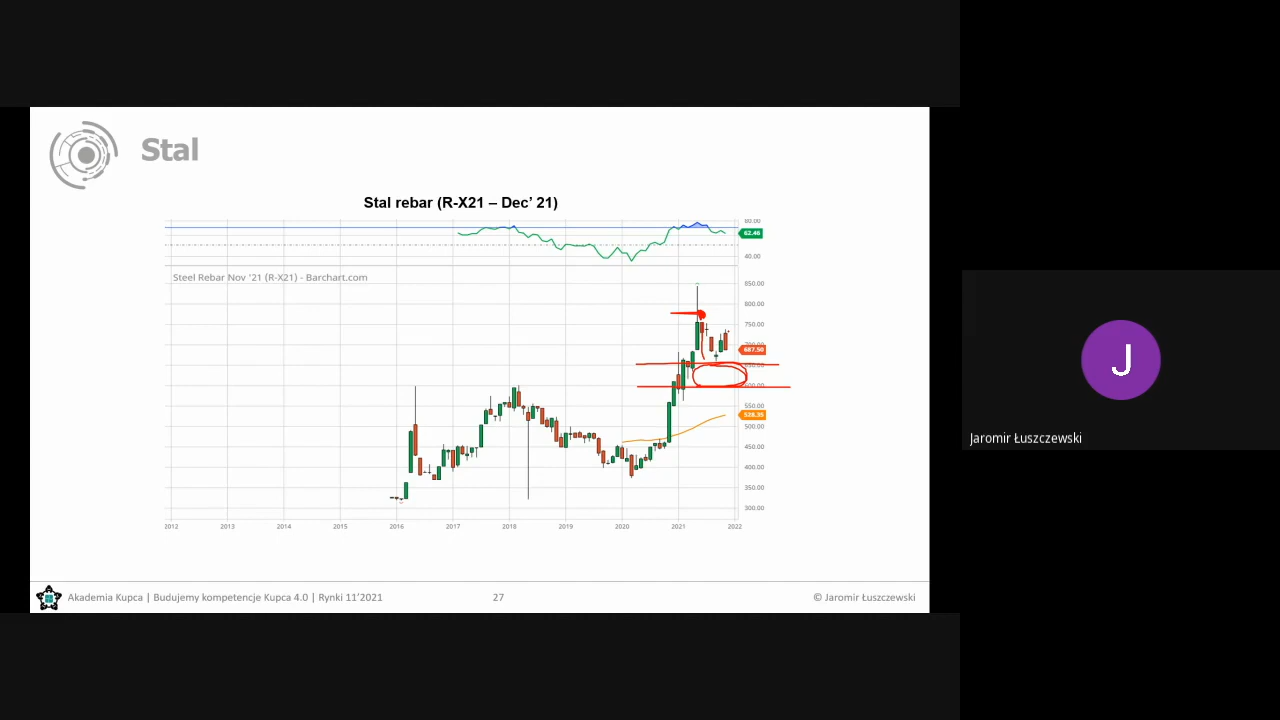 Stal
Stal rebar (R-X21 – Dec’ 21)
80.00
62.46
40.00
Steel Rebar Nov '21 (R-X21) - Barchart.com
850.00
800.00
750.00
687.50
600.00
550.00
528.35
500.00
450.00
400.00
350.00
300.00
2012 2013 2014 2015 2016 2017 2018 2019 2020 2021 2022
Akademia Kupca | Budujemy kompetencje Kupca 4.0 | Rynki 11’2021
27
© Jaromir Łuszczewski
J
Jaromir Łuszczewski